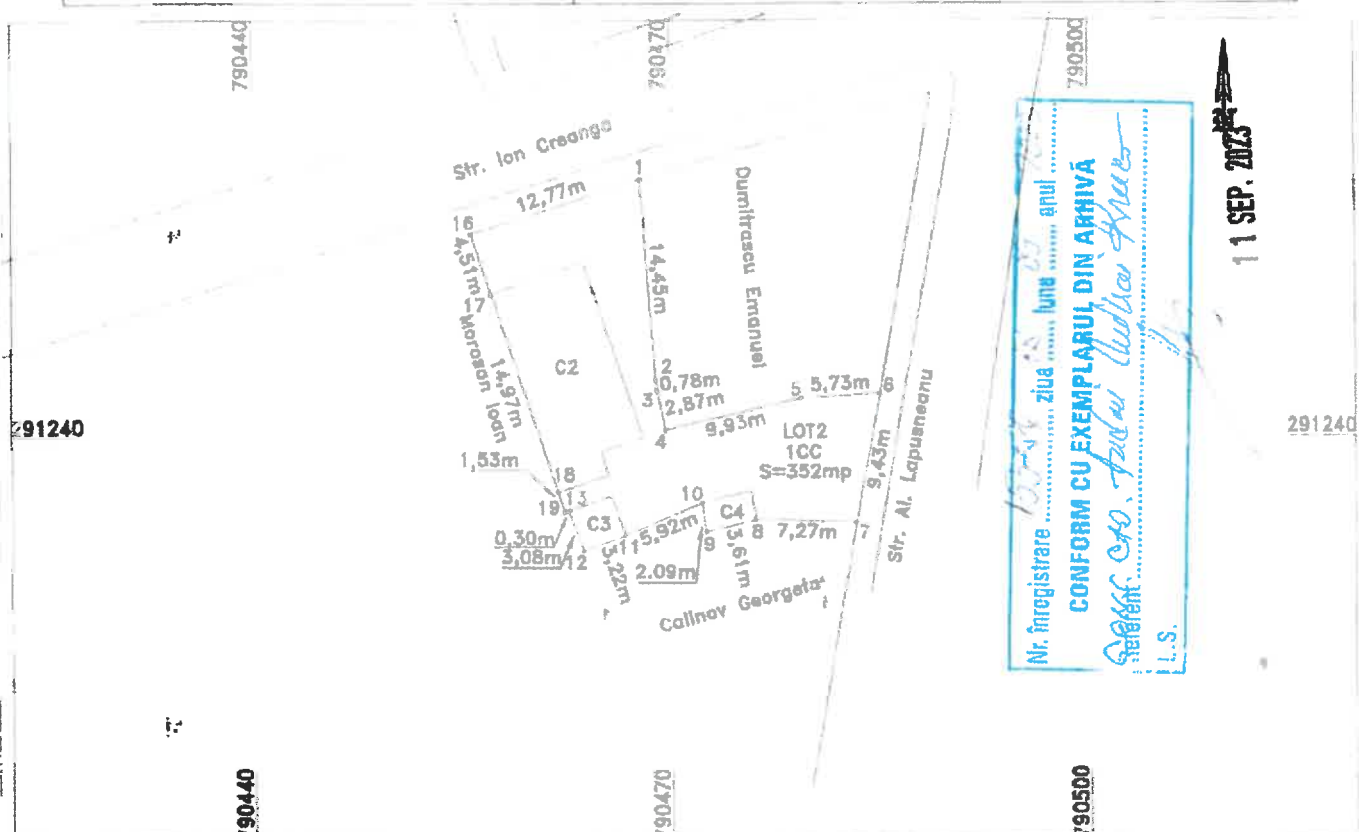 790440
790470
790500
Str. Ion Creanga
12,77m
1
16
4,51m
17
14,45m
Dumitrascu Emanuel
Morosan Ioan
14,97m
C2
2
0,78m
3
2,87m
4
9,93m
5
5,73m
6
291240
291240
LOT2
1CC
S=352mp
9,43m
Str. Al. Lapusneanu
1,53m
18
19
13
C3
10
C4
5,92m
11
9
8
7,27m
7
0,30m
3,08m
12
3,22m
2.09m
3,61m
Calinov Georgeta
790440
790470
790500
11 SEP. 2023
Nr. înregistrare ziua luna anul
CONFORM CU EXEMPLARUL DIN ARHIVĂ
Referent
L.S.